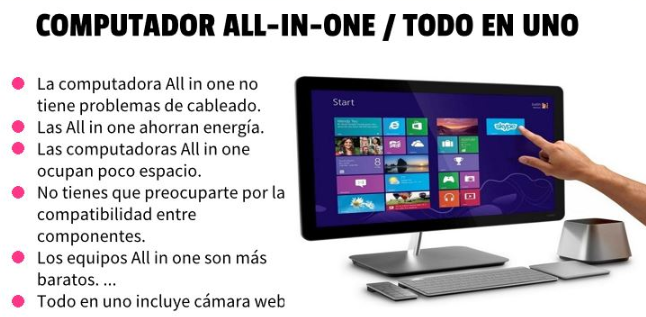 COMPUTADOR ALL-IN-ONE / TODO EN UNO
La computadora All in one no
tiene problemas de cableado.
Las All in one ahorran energía.
Las computadoras All in one
ocupan poco espacio.
No tienes que preocuparte por la
compatibilidad entre
componentes.
Los equipos All in one son más
baratos. ...
Todo en uno incluye cámara web
Start
skype